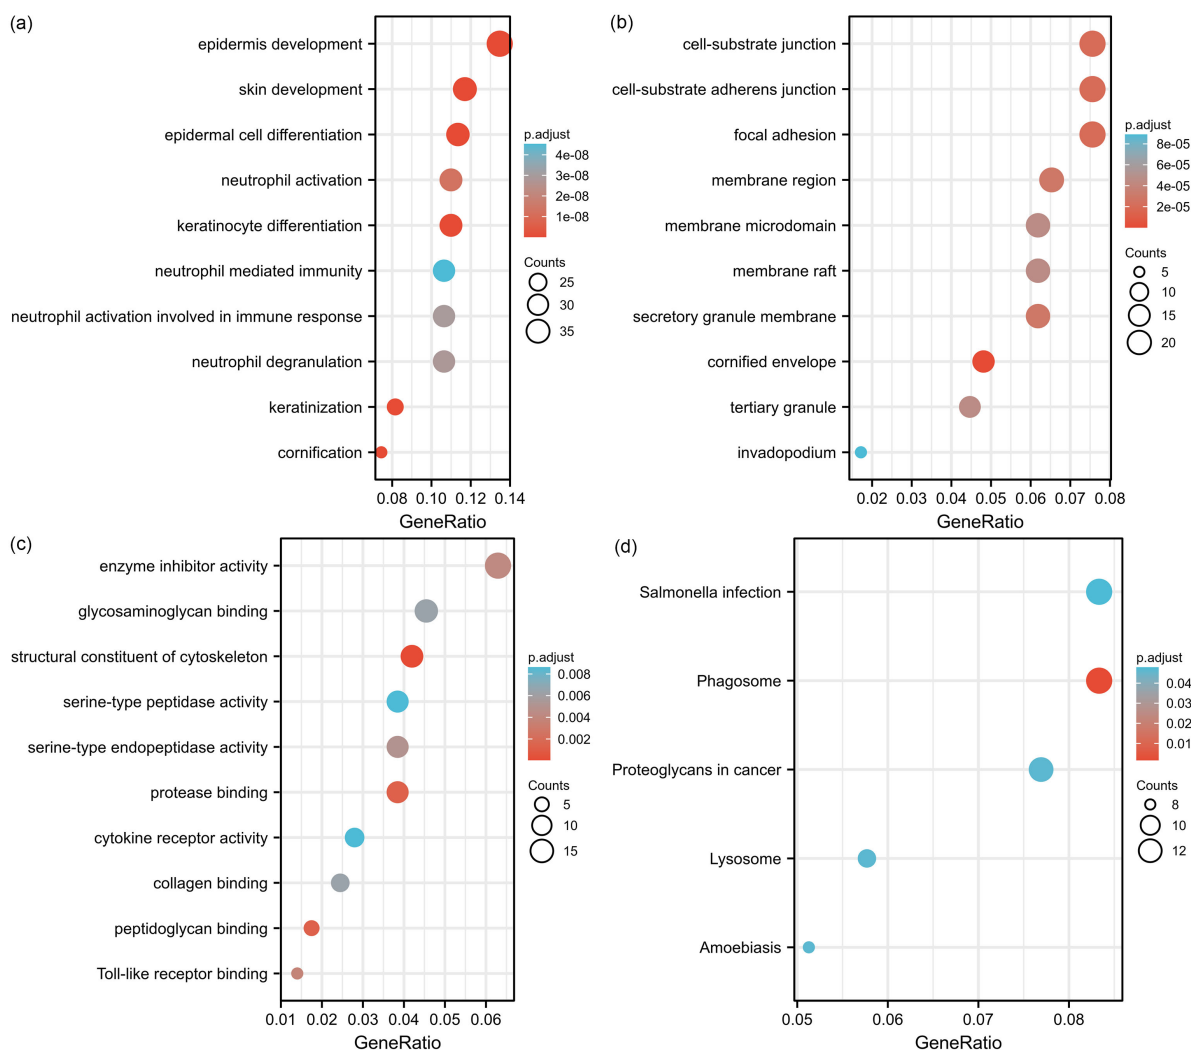 (a)
epidermis development
skin development
epidermal cell differentiation
neutrophil activation
keratinocyte differentiation
neutrophil mediated immunity
neutrophil activation involved in immune response
neutrophil degranulation
keratinization
cornification
0.08 0.10 0.12 0.14
GeneRatio
p.adjust
4e-08
3e-08
2e-08
1e-08
Counts
25
30
35
(b)
cell-substrate junction
cell-substrate adherens junction
focal adhesion
membrane region
membrane microdomain
membrane raft
secretory granule membrane
cornified envelope
tertiary granule
invadopodium
0.02 0.03 0.04 0.05 0.06 0.07 0.08
GeneRatio
p.adjust
8e-05
6e-05
4e-05
2e-05
Counts
5
10
15
20
(c)
enzyme inhibitor activity
glycosaminoglycan binding
structural constituent of cytoskeleton
serine-type peptidase activity
serine-type endopeptidase activity
protease binding
cytokine receptor activity
collagen binding
peptidoglycan binding
Toll-like receptor binding
0.01 0.02 0.03 0.04 0.05 0.06
GeneRatio
p.adjust
0.008
0.006
0.004
0.002
Counts
5
10
15
(d)
Salmonella infection
Phagosome
Proteoglycans in cancer
Lysosome
Amoebiasis
0.05 0.06 0.07 0.08
GeneRatio
p.adjust
0.04
0.03
0.02
0.01
Counts
8
10
12